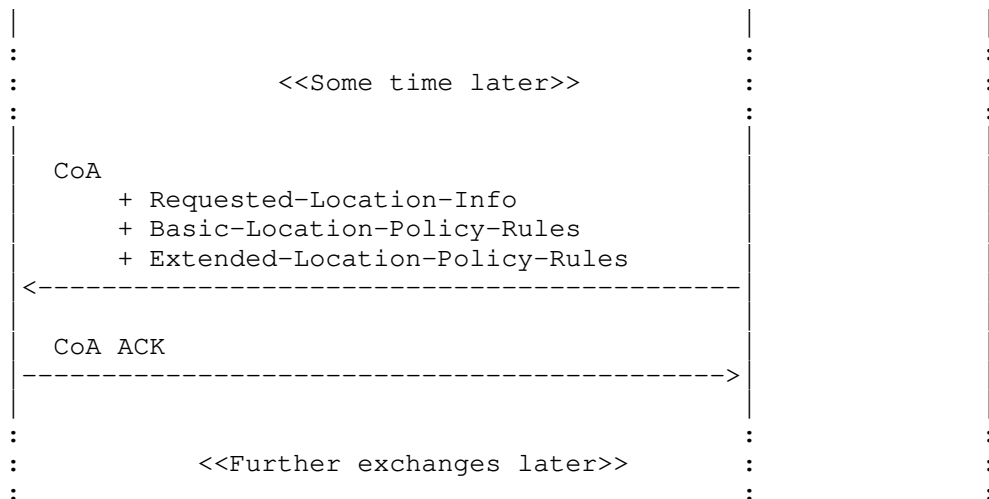 <<Some time later>>
CoA
+ Requested-Location-Info
+ Basic-Location-Policy-Rules
+ Extended-Location-Policy-Rules
CoA ACK
<<Further exchanges later>>